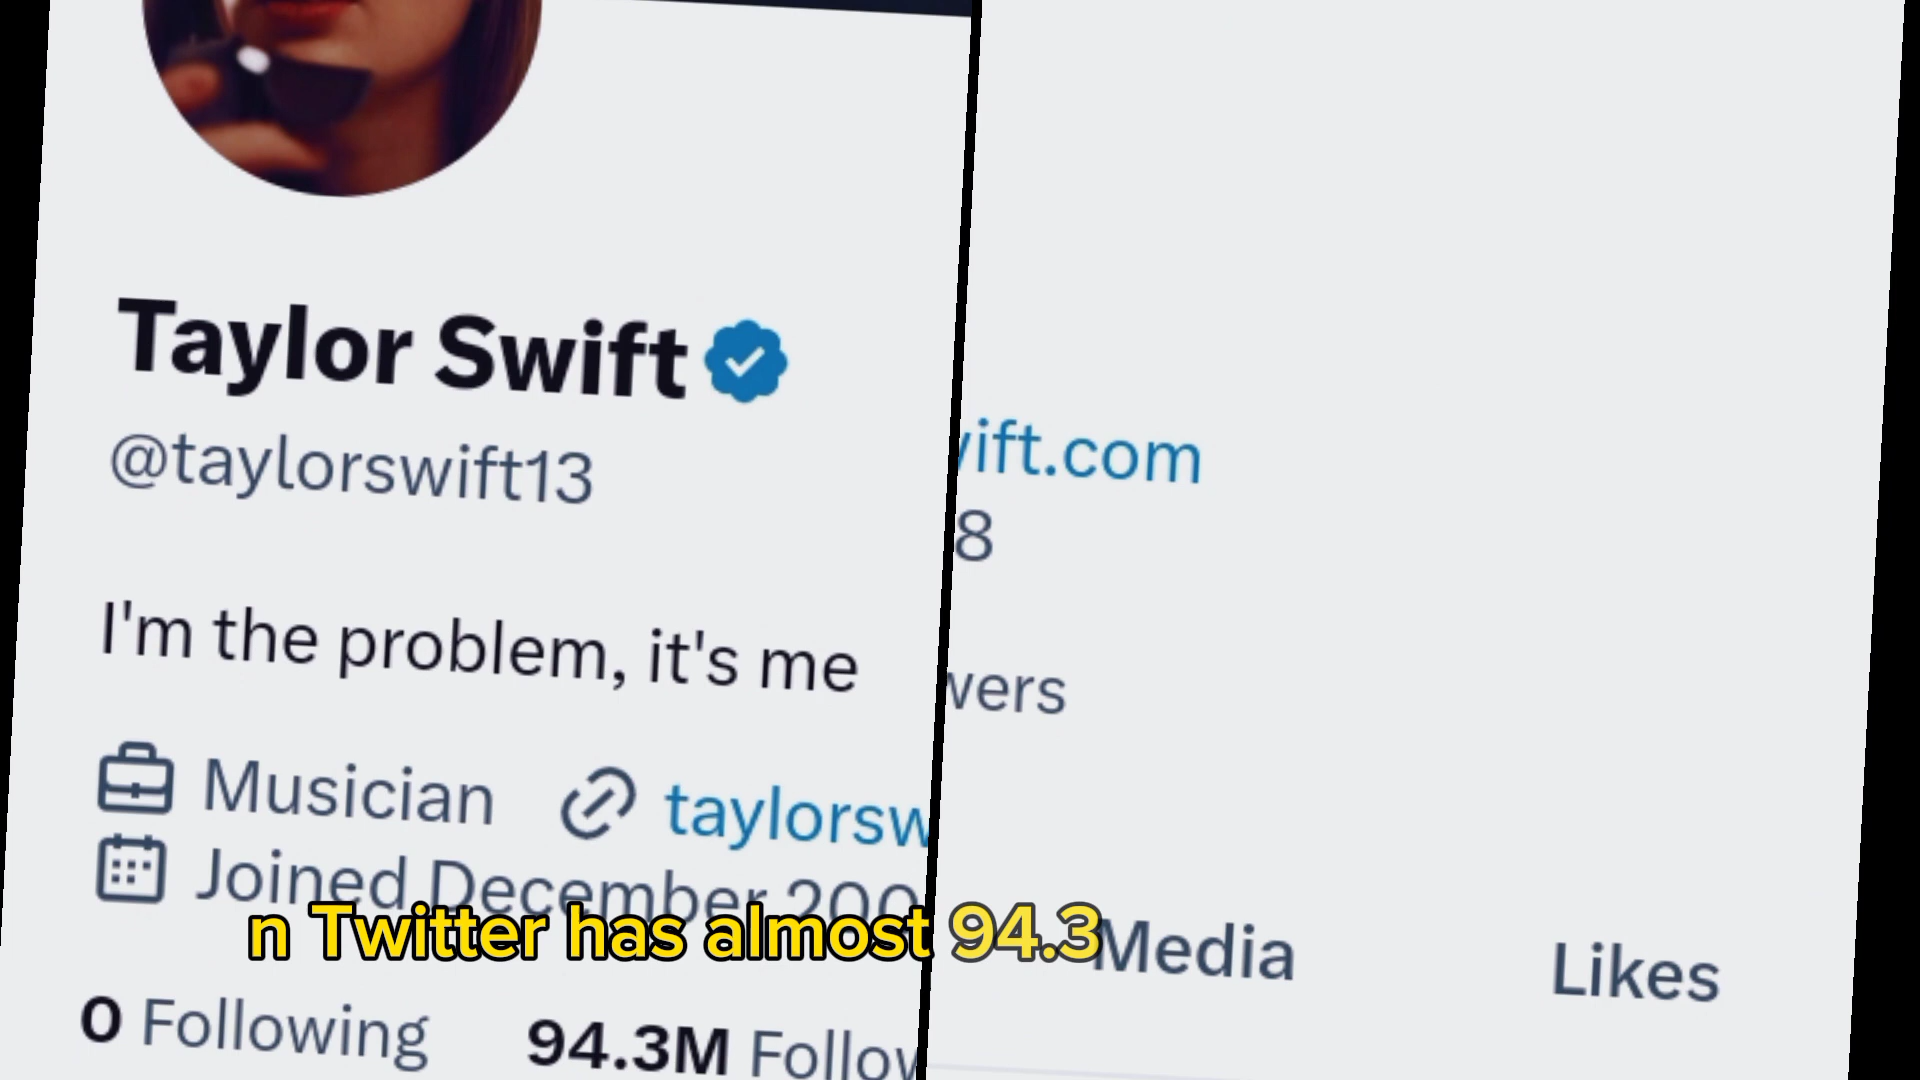 Taylor Swift
@taylorswift13
I'm the problem, it's me
Musician taylorsw
Joined December 200
0 Following 94.3M Follow
ift.com
8
wers
Media Likes
n Twitter has almost 94.3